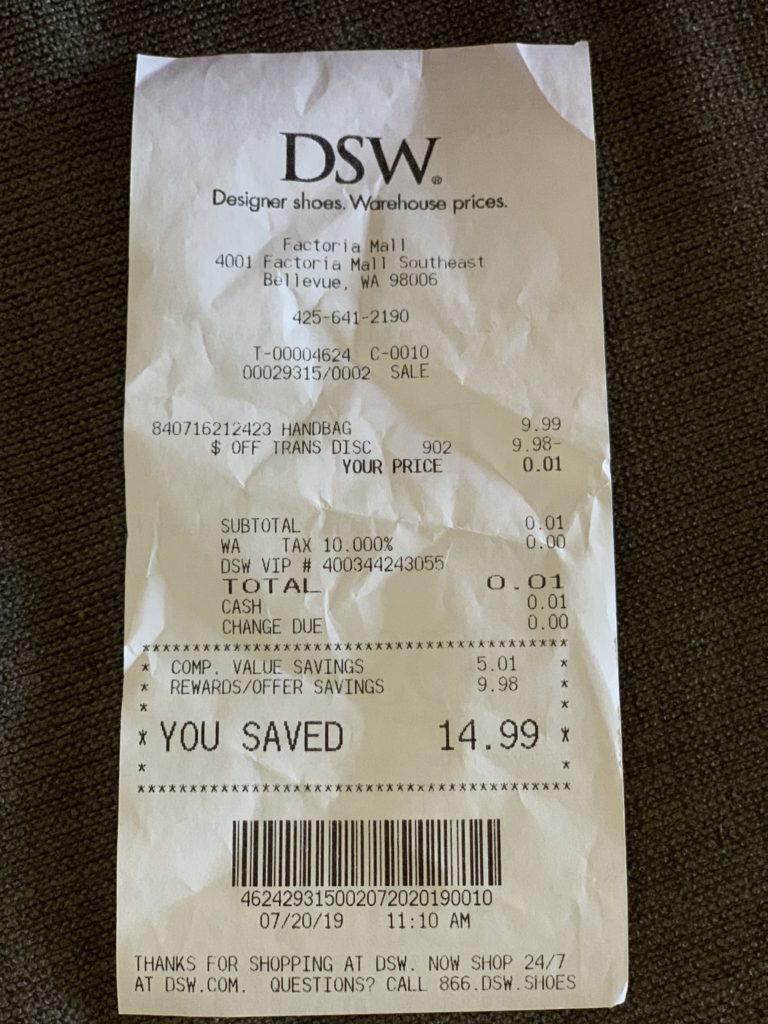 DSW®
Designer shoes. Warehouse prices.
Factoria Mall
4001 Factoria Mall Southeast
Bellevue, WA 98006
425-641-2190
T-00004624 C-0010
00029315/0002 SALE
840716212423 HANDBAG 9.99
$ OFF TRANS DISC 902 9.98-
YOUR PRICE 0.01
SUBTOTAL 0.01
WA TAX 10.000% 0.00
DSW VIP # 400344243055
TOTAL 0.01
CASH 0.01
CHANGE DUE 0.00
*************************************
* COMP. VALUE SAVINGS 5.01 *
* REWARDS/OFFER SAVINGS 9.98 *
* *
* YOU SAVED 14.99 *
* *
*************************************
462429315002072020190010
07/20/19 11:10 AM
THANKS FOR SHOPPING AT DSW. NOW SHOP 24/7
AT DSW.COM. QUESTIONS? CALL 866.DSW.SHOES